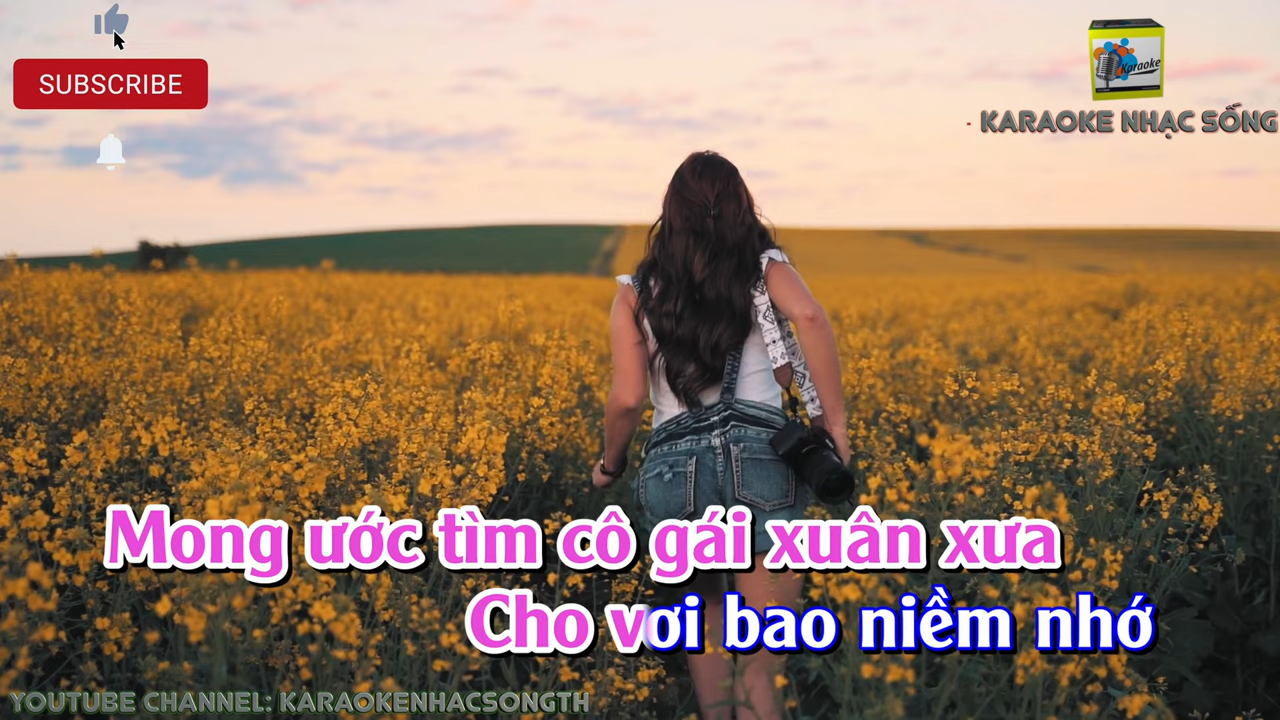 SUBSCRIBE
Karaoke
KARAOKE NHẠC SỐNG
Mong ước tìm cô gái xuân xưa
Cho vơi bao niềm nhớ
YOUTUBE CHANNEL: KARAOKENHACSONGTH